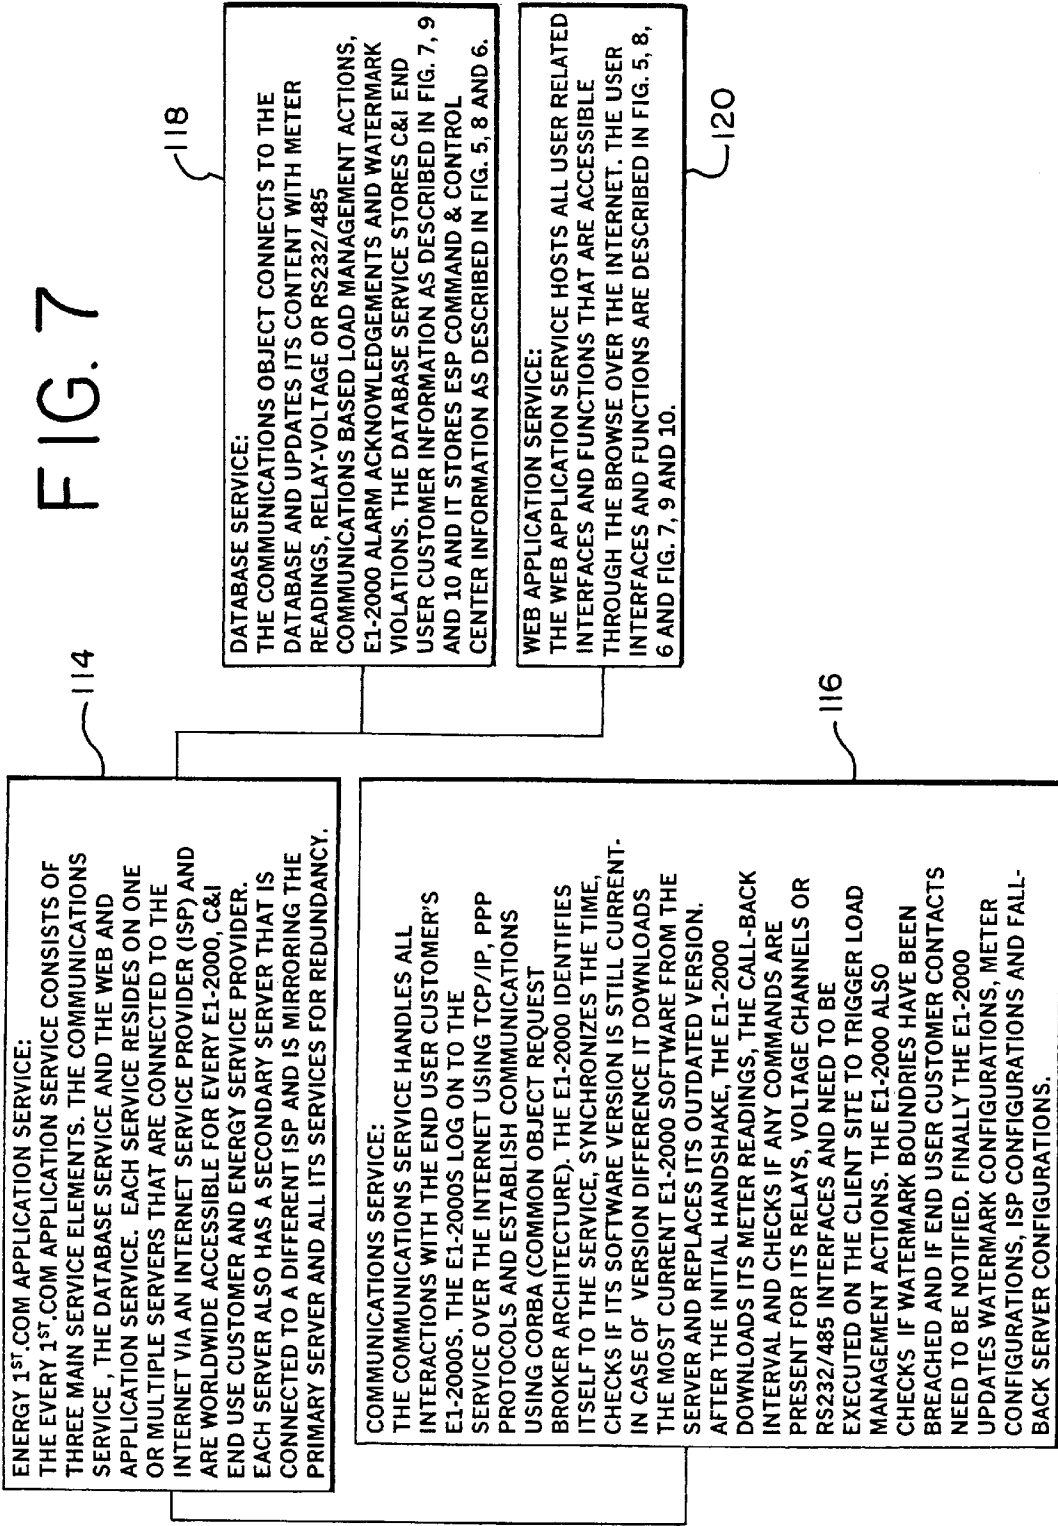 FIG. 7
114
ENERGY 1ST.COM APPLICATION SERVICE:
THE EVERY 1ST.COM APPLICATION SERVICE CONSISTS OF
THREE MAIN SERVICE ELEMENTS. THE COMMUNICATIONS
SERVICE, THE DATABASE SERVICE AND THE WEB AND
APPLICATION SERVICE. EACH SERVICE RESIDES ON ONE
OR MULTIPLE SERVERS THAT ARE CONNECTED TO THE
INTERNET VIA AN INTERNET SERVICE PROVIDER (ISP) AND
ARE WORLDWIDE ACCESSIBLE FOR EVERY E1-2000, C&I
END USE CUSTOMER AND ENERGY SERVICE PROVIDER.
EACH SERVER ALSO HAS A SECONDARY SERVER THAT IS
CONNECTED TO A DIFFERENT ISP AND IS MIRRORING THE
PRIMARY SERVER AND ALL ITS SERVICES FOR REDUNDANCY.
118
DATABASE SERVICE:
THE COMMUNICATIONS OBJECT CONNECTS TO THE
DATABASE AND UPDATES ITS CONTENT WITH METER
READINGS, RELAY-VOLTAGE OR RS232/485
COMMUNICATIONS BASED LOAD MANAGEMENT ACTIONS,
E1-2000 ALARM ACKNOWLEDGEMENTS AND WATERMARK
VIOLATIONS. THE DATABASE SERVICE STORES C&I END
USER CUSTOMER INFORMATION AS DESCRIBED IN FIG. 7, 9
AND 10 AND IT STORES ESP COMMAND & CONTROL
CENTER INFORMATION AS DESCRIBED IN FIG. 5, 8 AND 6.
COMMUNICATIONS SERVICE:
THE COMMUNICATIONS SERVICE HANDLES ALL
INTERACTIONS WITH THE END USER CUSTOMER'S
E1-2000S. THE E1-2000S LOG ON TO THE
SERVICE OVER THE INTERNET USING TCP/IP, PPP
PROTOCOLS AND ESTABLISH COMMUNICATIONS
USING CORBA (COMMON OBJECT REQUEST
BROKER ARCHITECTURE). THE E1-2000 IDENTIFIES
ITSELF TO THE SERVICE, SYNCHRONIZES THE TIME,
CHECKS IF ITS SOFTWARE VERSION IS STILL CURRENT-
IN CASE OF VERSION DIFFERENCE IT DOWNLOADS
THE MOST CURRENT E1-2000 SOFTWARE FROM THE
SERVER AND REPLACES ITS OUTDATED VERSION.
AFTER THE INITIAL HANDSHAKE, THE E1-2000
DOWNLOADS ITS METER READINGS, THE CALL-BACK
INTERVAL AND CHECKS IF ANY COMMANDS ARE
PRESENT FOR ITS RELAYS, VOLTAGE CHANNELS OR
RS232/485 INTERFACES AND NEED TO BE
EXECUTED ON THE CLIENT SITE TO TRIGGER LOAD
MANAGEMENT ACTIONS. THE E1-2000 ALSO
CHECKS IF WATERMARK BOUNDRIES HAVE BEEN
BREACHED AND IF END USER CUSTOMER CONTACTS
NEED TO BE NOTIFIED. FINALLY THE E1-2000
UPDATES WATERMARK CONFIGURATIONS, METER
CONFIGURATIONS, ISP CONFIGURATIONS AND FALL-
BACK SERVER CONFIGURATIONS.
116
WEB APPLICATION SERVICE:
THE WEB APPLICATION SERVICE HOSTS ALL USER RELATED
INTERFACES AND FUNCTIONS THAT ARE ACCESSIBLE
THROUGH THE BROWSE OVER THE INTERNET. THE USER
INTERFACES AND FUNCTIONS ARE DESCRIBED IN FIG. 5, 8,
6 AND FIG. 7, 9 AND 10.
120